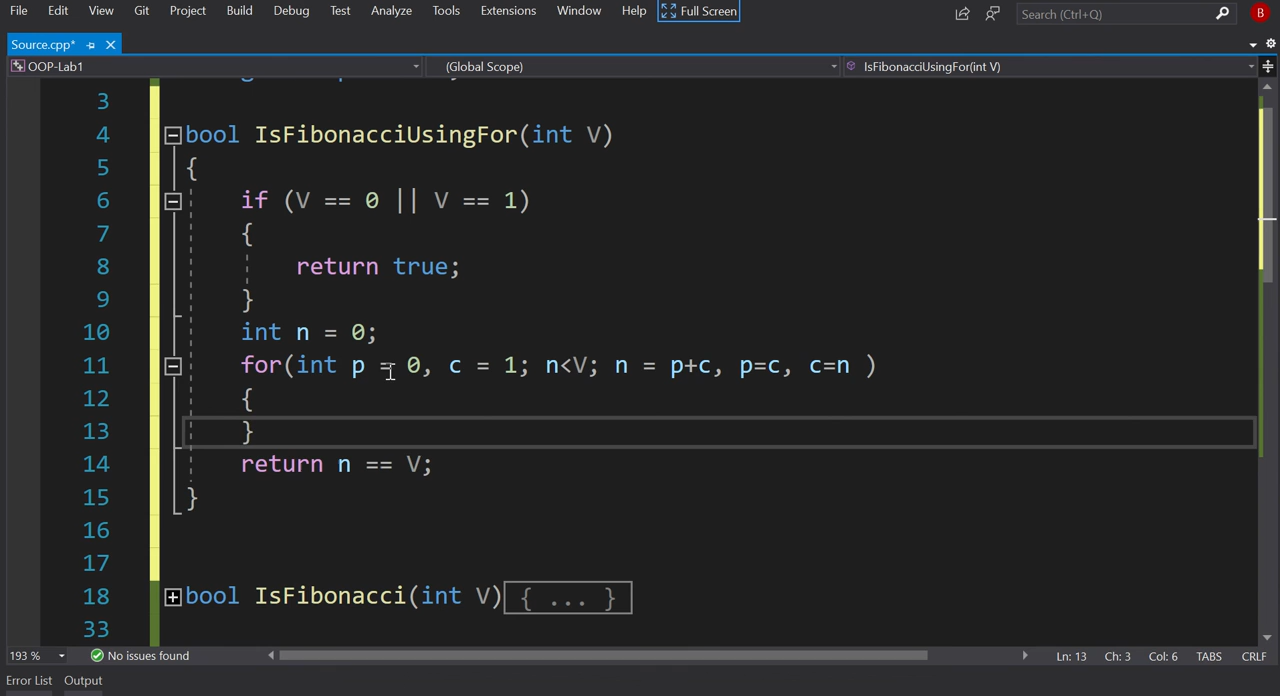 File Edit View Git Project Build Debug Test Analyze Tools Extensions Window Help Full Screen Search (Ctrl+Q) B
Source.cpp*
OOP-Lab1 (Global Scope) IsFibonacciUsingFor(int V)
3
4 bool IsFibonacciUsingFor(int V)
5 {
6 if (V == 0 || V == 1)
7 {
8 return true;
9 }
10 int n = 0;
11 for(int p = 0, c = 1; n<V; n = p+c, p=c, c=n )
12 {
13 }
14 return n == V;
15 }
16
17
18 bool IsFibonacci(int V){ ... }
33
193 % No issues found Ln: 13 Ch: 3 Col: 6 TABS CRLF
Error List Output